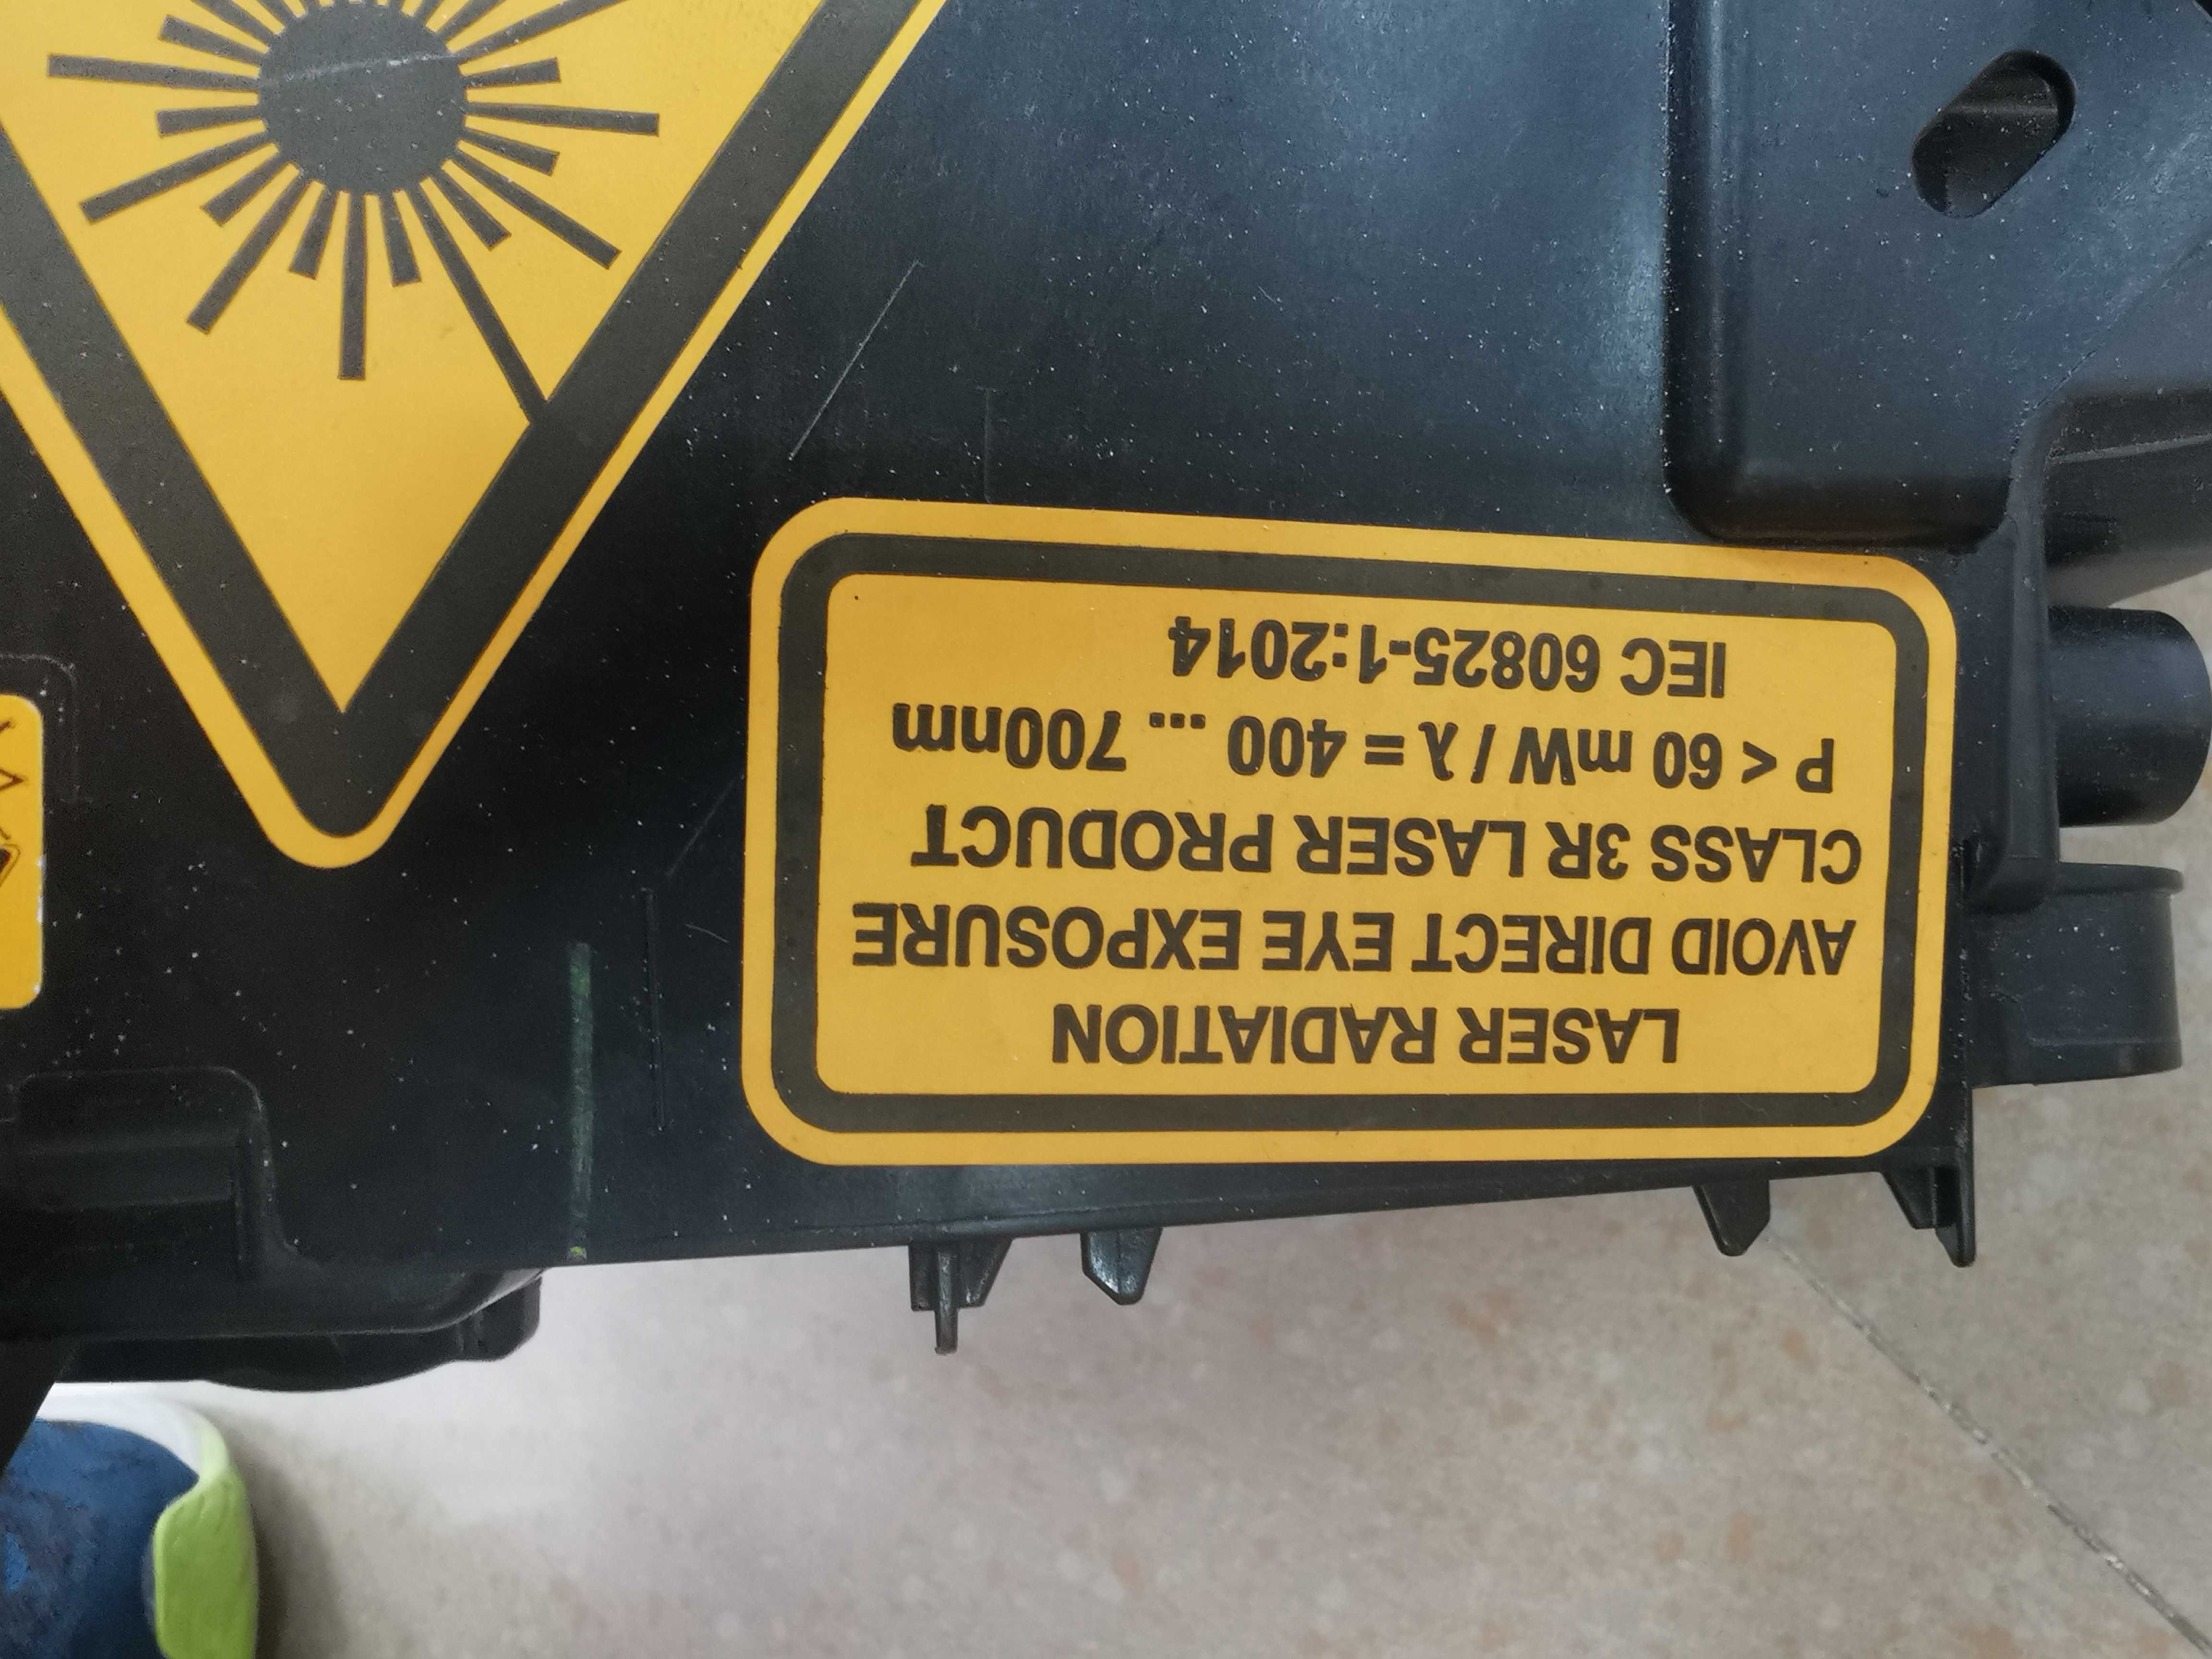 LASER RADIATION
AVOID DIRECT EYE EXPOSURE
CLASS 3R LASER PRODUCT
P < 60 mW / λ = 400 ... 700nm
IEC 60825-1:2014